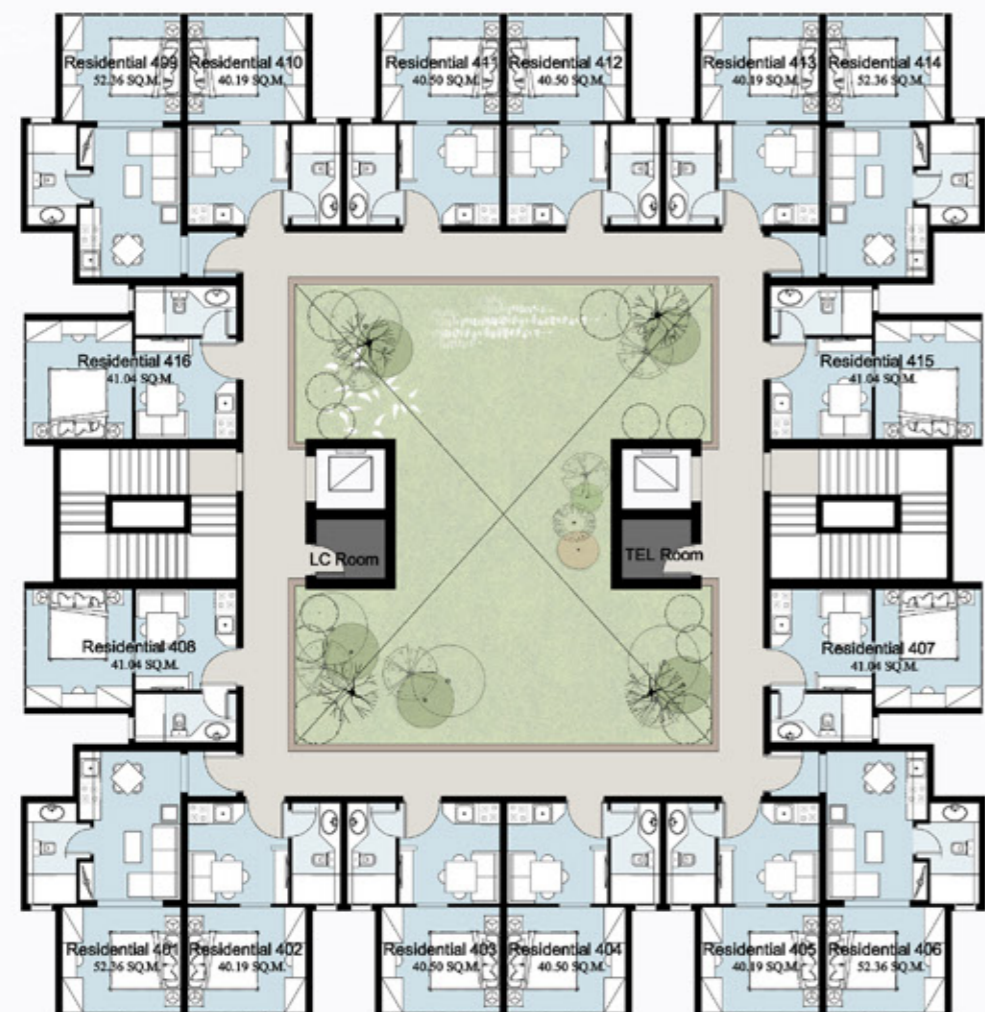 Residential 409
52.36 SQ.M.
Residential 410
40.19 SQ.M.
Residential 411
40.50 SQ.M.
Residential 412
40.50 SQ.M.
Residential 413
40.19 SQ.M.
Residential 414
52.36 SQ.M.
Residential 416
41.04 SQ.M.
Residential 415
41.04 SQ.M.
LC Room
TEL Room
Residential 408
41.04 SQ.M.
Residential 407
41.04 SQ.M.
Residential 401
52.36 SQ.M.
Residential 402
40.19 SQ.M.
Residential 403
40.50 SQ.M.
Residential 404
40.50 SQ.M.
Residential 405
40.19 SQ.M.
Residential 406
52.36 SQ.M.